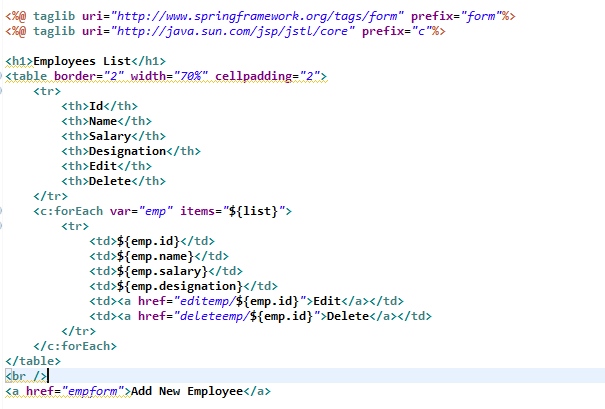 <%@ taglib uri="http://www.springframework.org/tags/form" prefix="form"%>
<%@ taglib uri="http://java.sun.com/jsp/jstl/core" prefix="c"%>

<h1>Employees List</h1>
<table border="2" width="70%" cellpadding="2">
    <tr>
        <th>Id</th>
        <th>Name</th>
        <th>Salary</th>
        <th>Designation</th>
        <th>Edit</th>
        <th>Delete</th>
    </tr>
    <c:forEach var="emp" items="${list}">
        <tr>
            <td>${emp.id}</td>
            <td>${emp.name}</td>
            <td>${emp.salary}</td>
            <td>${emp.designation}</td>
            <td><a href="editemp/${emp.id}">Edit</a></td>
            <td><a href="deleteemp/${emp.id}">Delete</a></td>
        </tr>
    </c:forEach>
</table>
<br />
<a href="empform">Add New Employee</a>